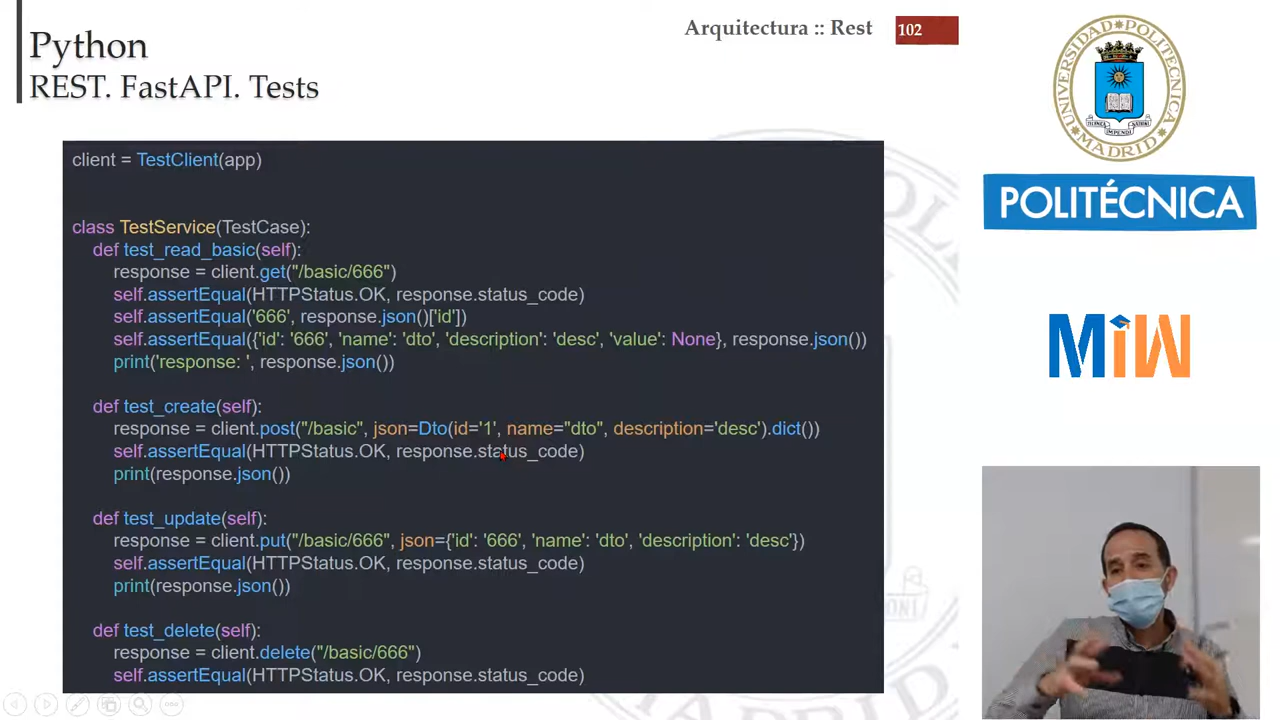 Python
REST. FastAPI. Tests
Arquitectura :: Rest 102
client = TestClient(app)
class TestService(TestCase):
def test_read_basic(self):
response = client.get("/basic/666")
self.assertEqual(HTTPStatus.OK, response.status_code)
self.assertEqual('666', response.json()['id'])
self.assertEqual({'id': '666', 'name': 'dto', 'description': 'desc', 'value': None}, response.json())
print('response: ', response.json())
def test_create(self):
response = client.post("/basic", json=Dto(id='1', name="dto", description='desc').dict())
self.assertEqual(HTTPStatus.OK, response.status_code)
print(response.json())
def test_update(self):
response = client.put("/basic/666", json={'id': '666', 'name': 'dto', 'description': 'desc'})
self.assertEqual(HTTPStatus.OK, response.status_code)
print(response.json())
def test_delete(self):
response = client.delete("/basic/666")
self.assertEqual(HTTPStatus.OK, response.status_code)
UNIVERSIDAD POLITECNICA
MADRID
POLITÉCNICA
MiW